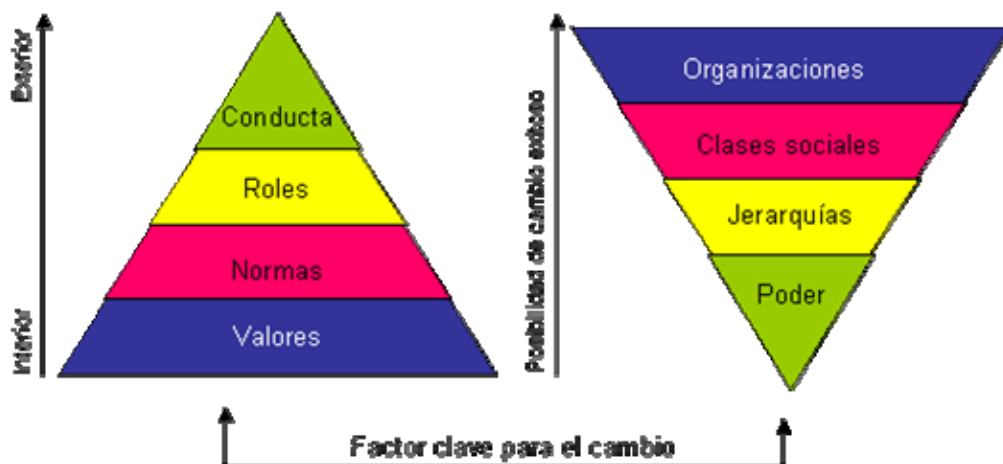 Exterior
Conducta
Roles
Normas
Valores
Interior
Posibilidad de cambio exitoso
Organizaciones
Clases sociales
Jerarquías
Poder
Factor clave para el cambio